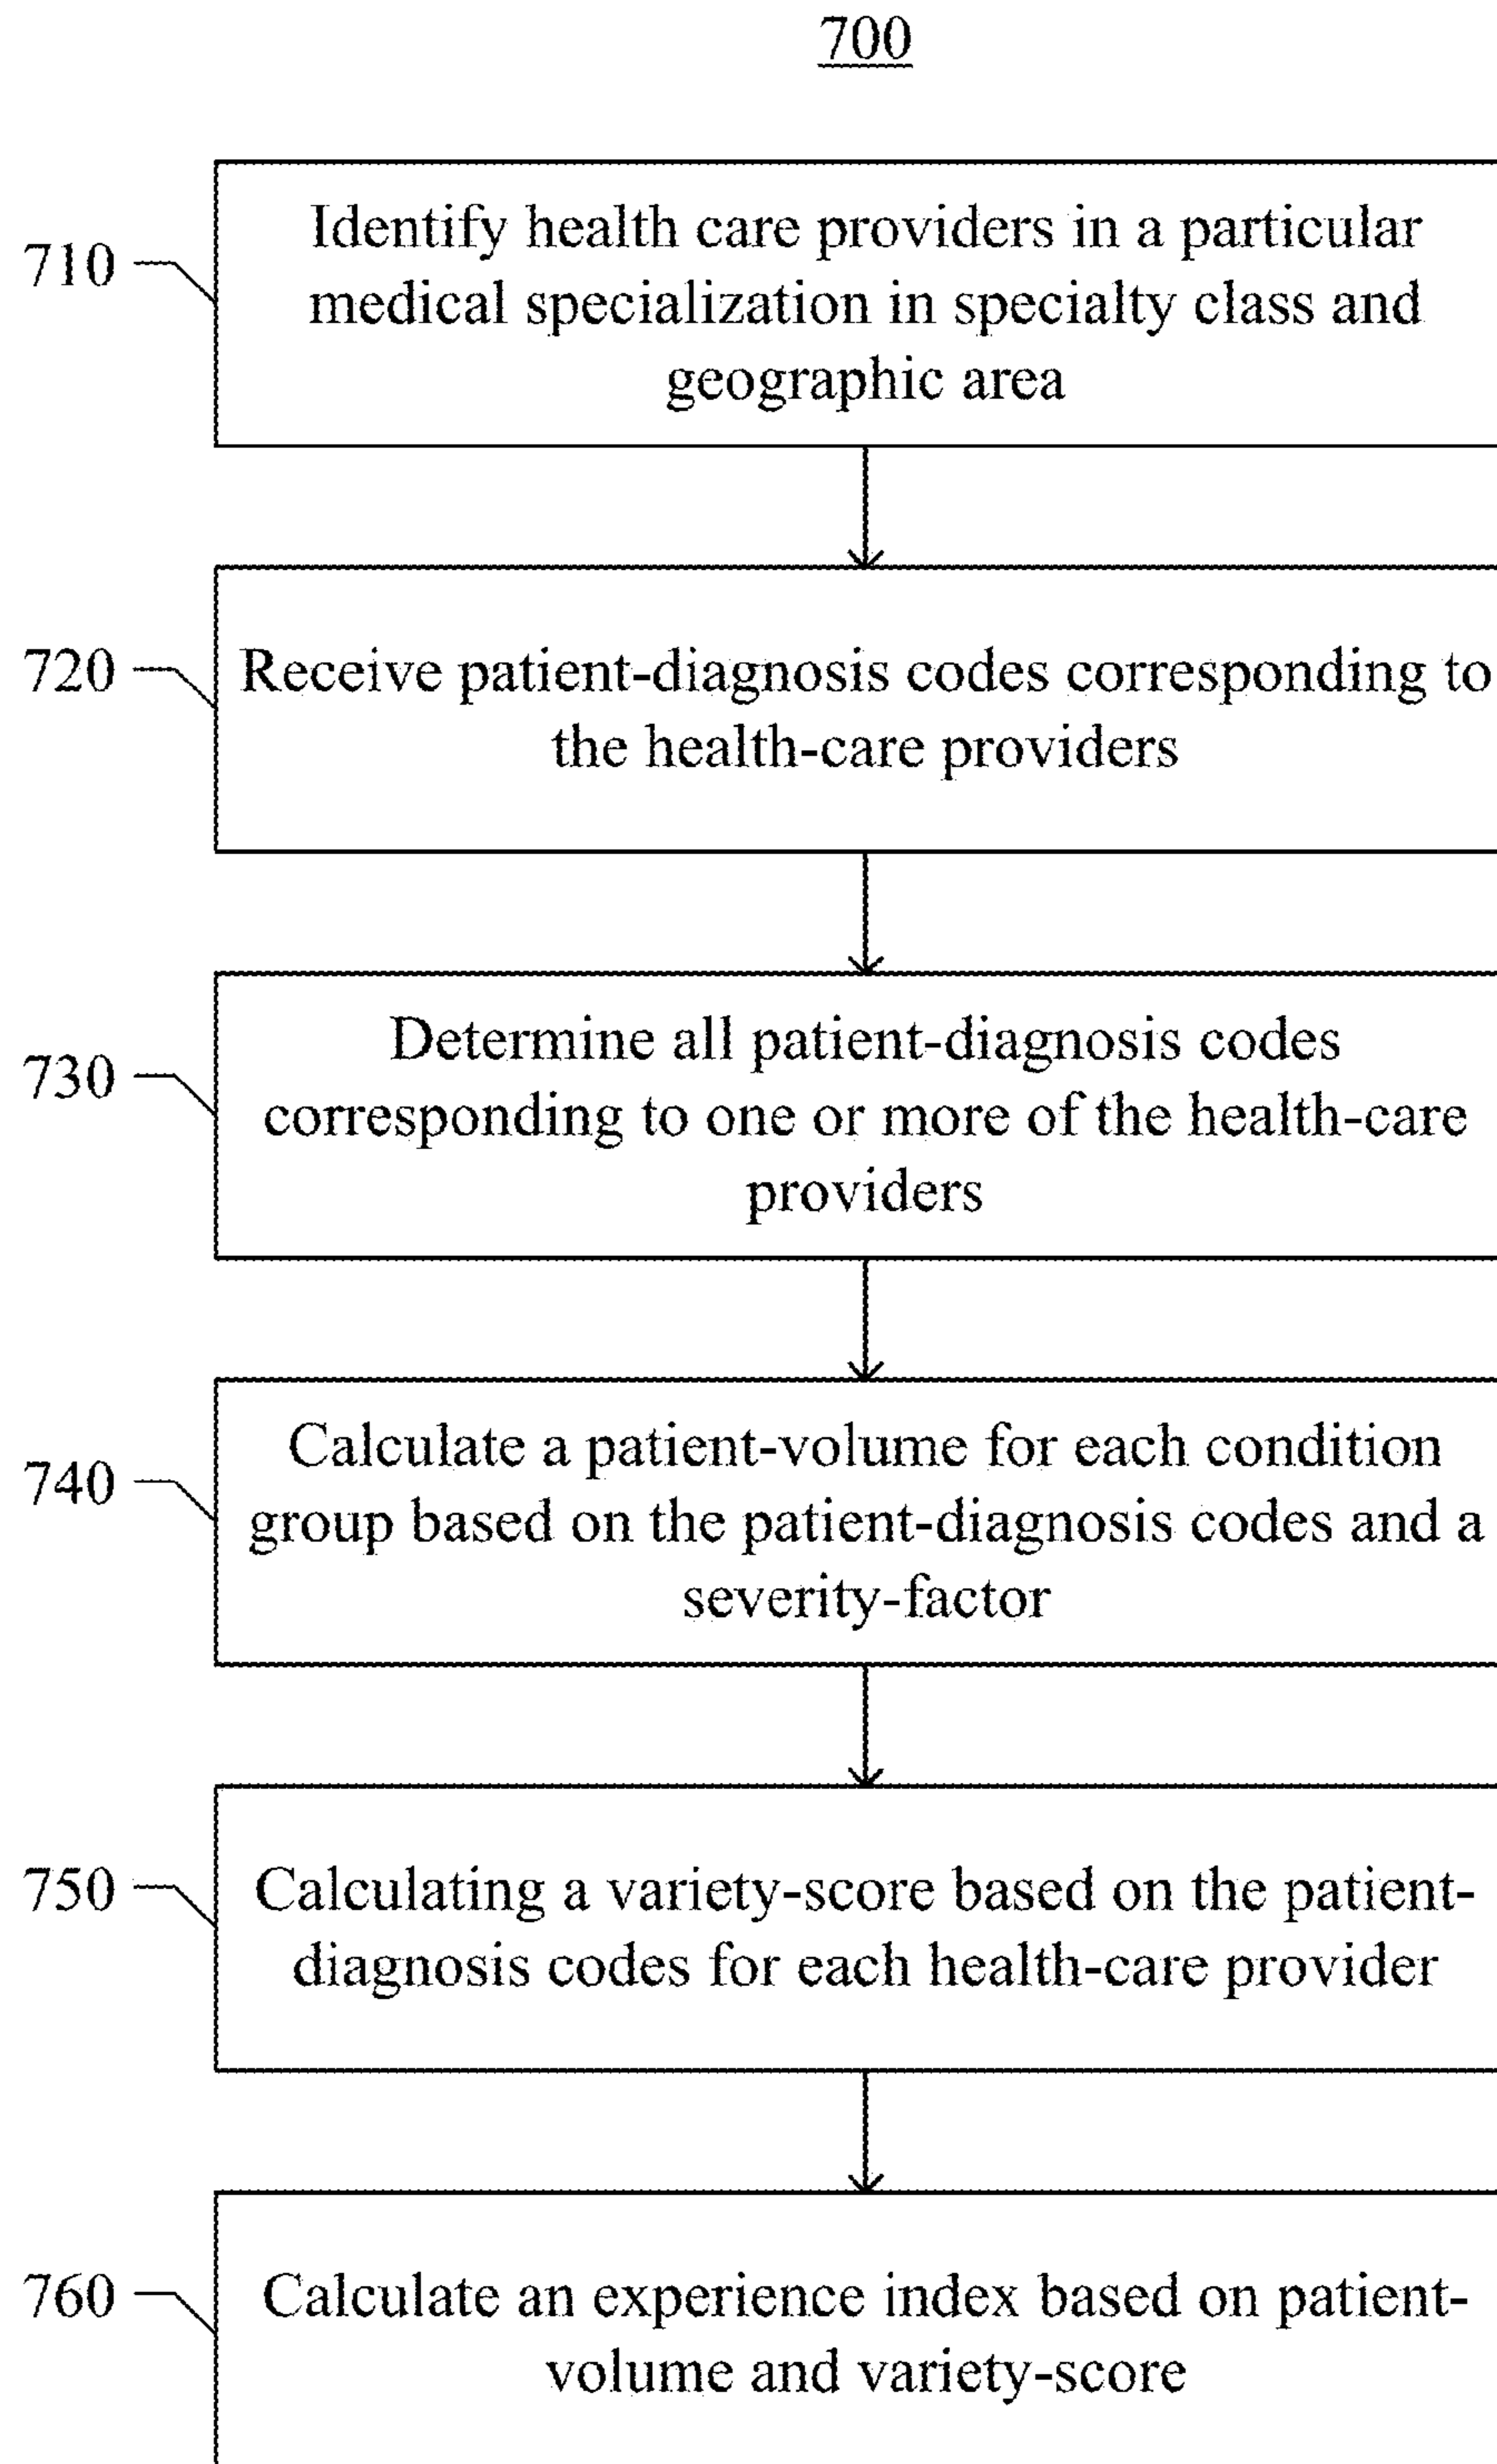 700
710
Identify health care providers in a particular
medical specialization in specialty class and
geographic area
720
Receive patient-diagnosis codes corresponding to
the health-care providers
730
Determine all patient-diagnosis codes
corresponding to one or more of the health-care
providers
740
Calculate a patient-volume for each condition
group based on the patient-diagnosis codes and a
severity-factor
750
Calculating a variety-score based on the patient-
diagnosis codes for each health-care provider
760
Calculate an experience index based on patient-
volume and variety-score